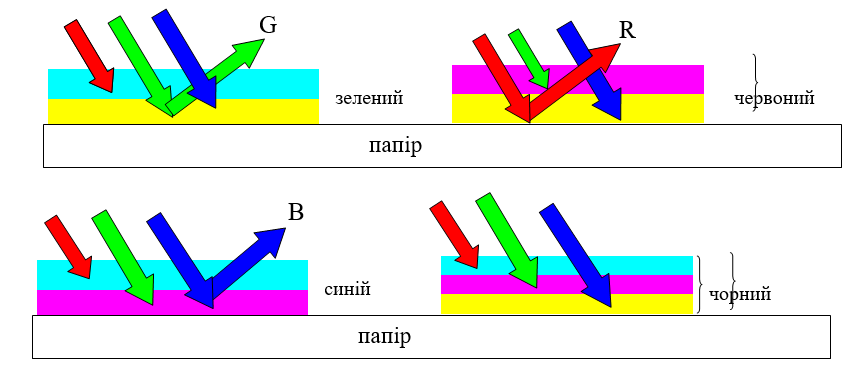 G
R
зелений
червоний
папір
B
синій
чорний
папір